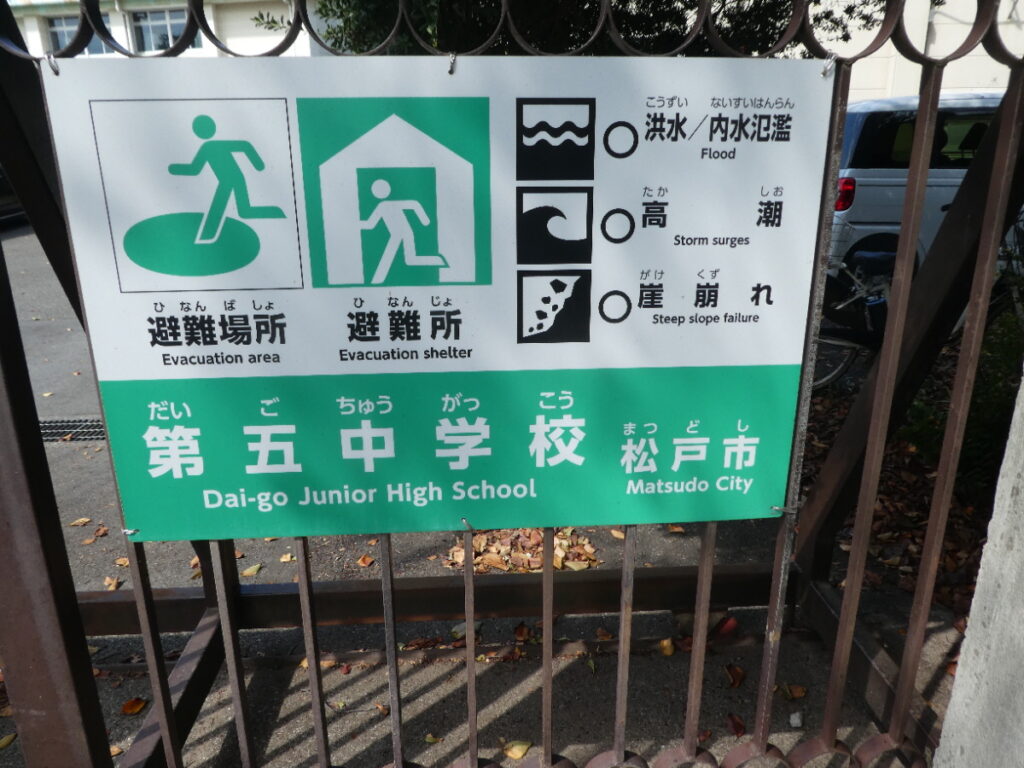 ひなんばしょ
避難場所
Evacuation area
ひなんじょ
避難所
Evacuation shelter
こうずい ないすいはんらん
洪水/内水氾濫
Flood
たか しお
高潮
Storm surges
がけ くず
崖崩れ
Steep slope failure
だい ご ちゅう がっ こう
第五中学校
Dai-go Junior High School
まつ ど し
松戸市
Matsudo City